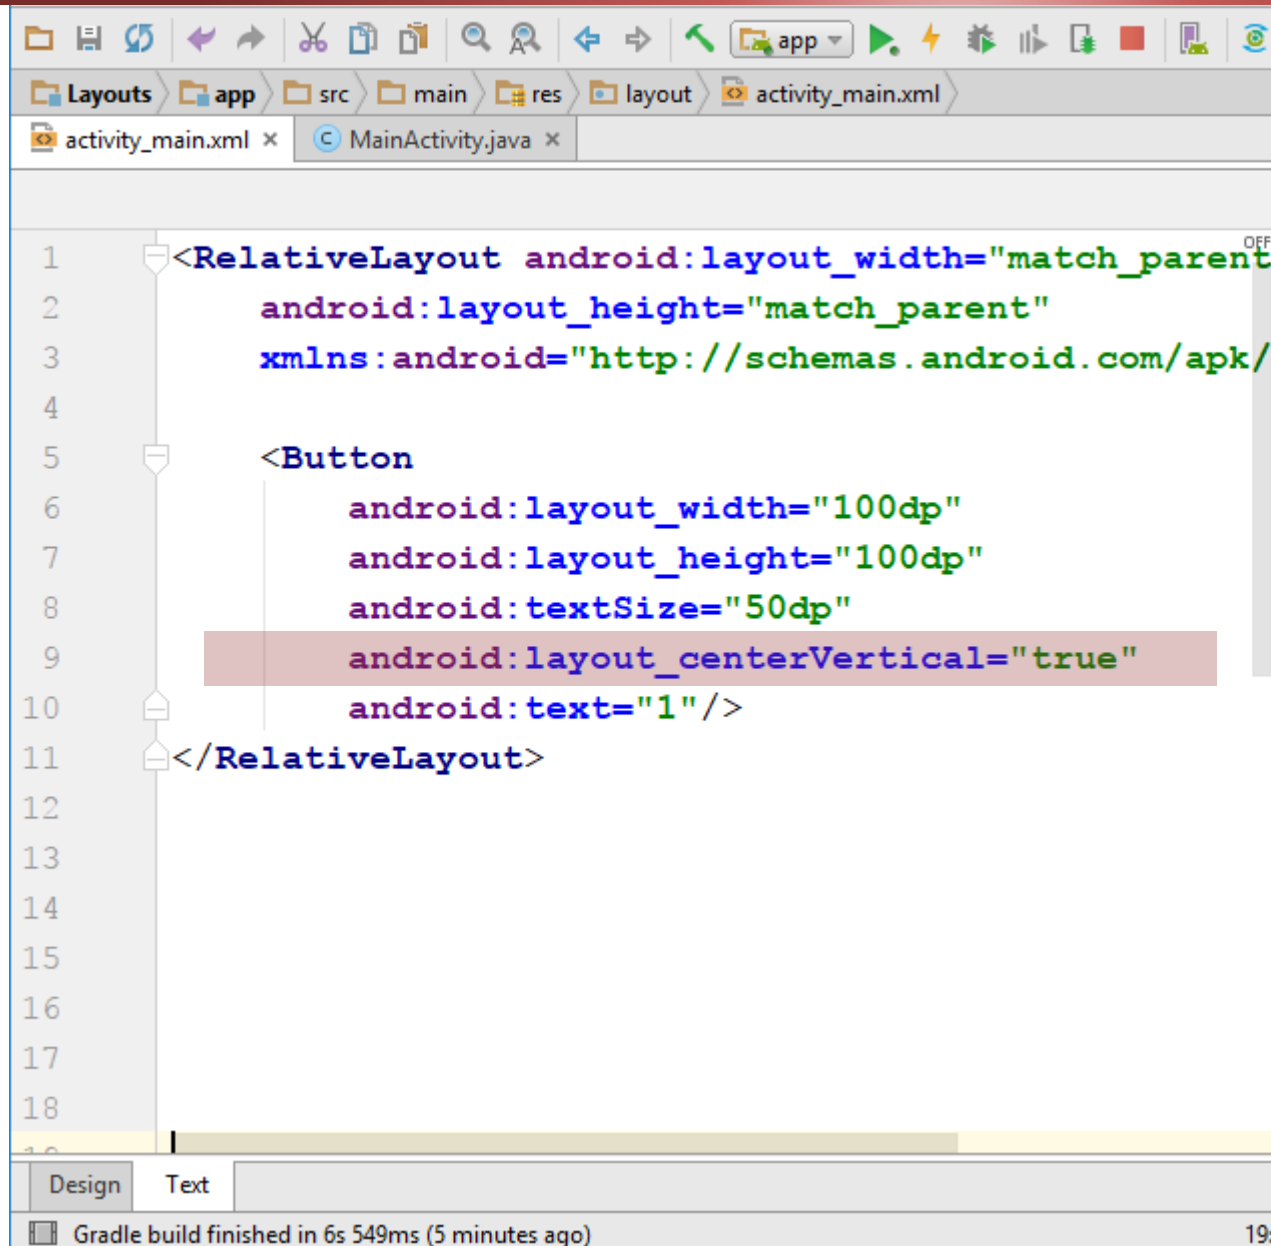 app
Layouts app src main res layout activity_main.xml
activity_main.xml × C MainActivity.java ×
OFF
1 <RelativeLayout android:layout_width="match_parent
2 android:layout_height="match_parent"
3 xmlns:android="http://schemas.android.com/apk/
4
5 <Button
6 android:layout_width="100dp"
7 android:layout_height="100dp"
8 android:textSize="50dp"
9 android:layout_centerVertical="true"
10 android:text="1"/>
11 </RelativeLayout>
12
13
14
15
16
17
18
Design Text
Gradle build finished in 6s 549ms (5 minutes ago) 19: